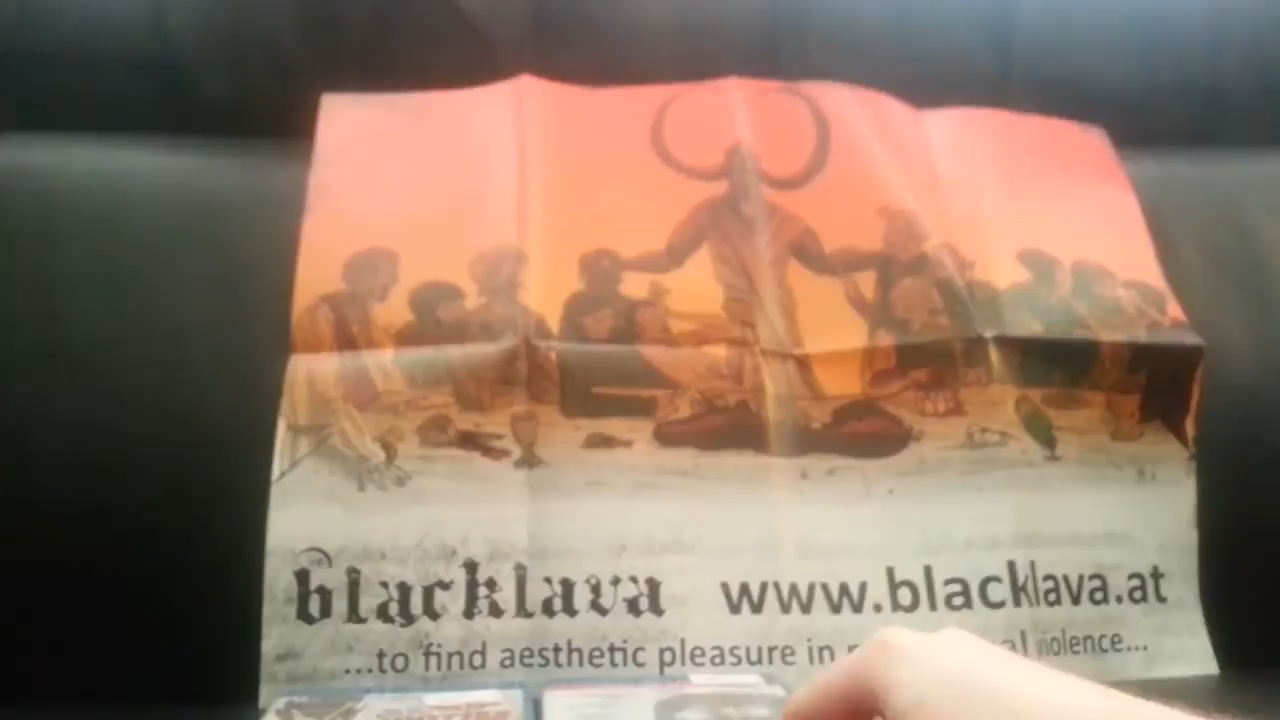 blacklava www.blacklava.at
...to find aesthetic pleasure in violence...